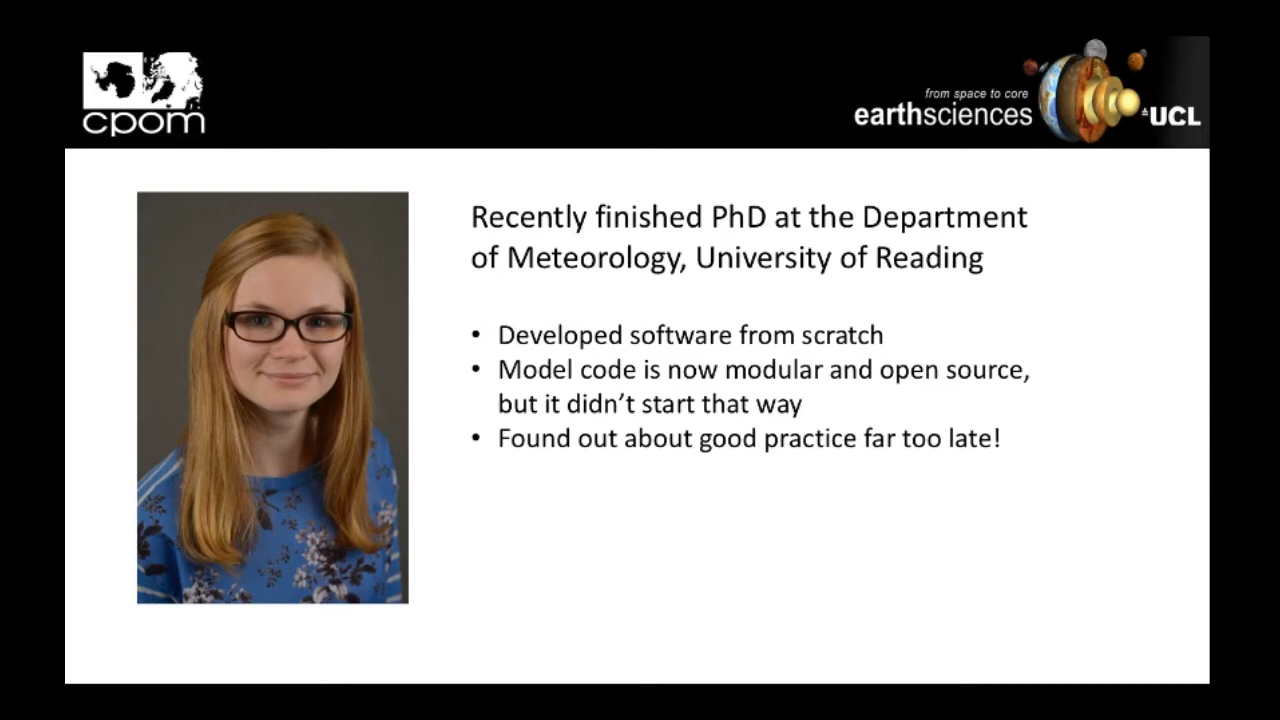 cpom
from space to core
earthsciences
UCL
Recently finished PhD at the Department
of Meteorology, University of Reading
• Developed software from scratch
• Model code is now modular and open source,
but it didn’t start that way
• Found out about good practice far too late!